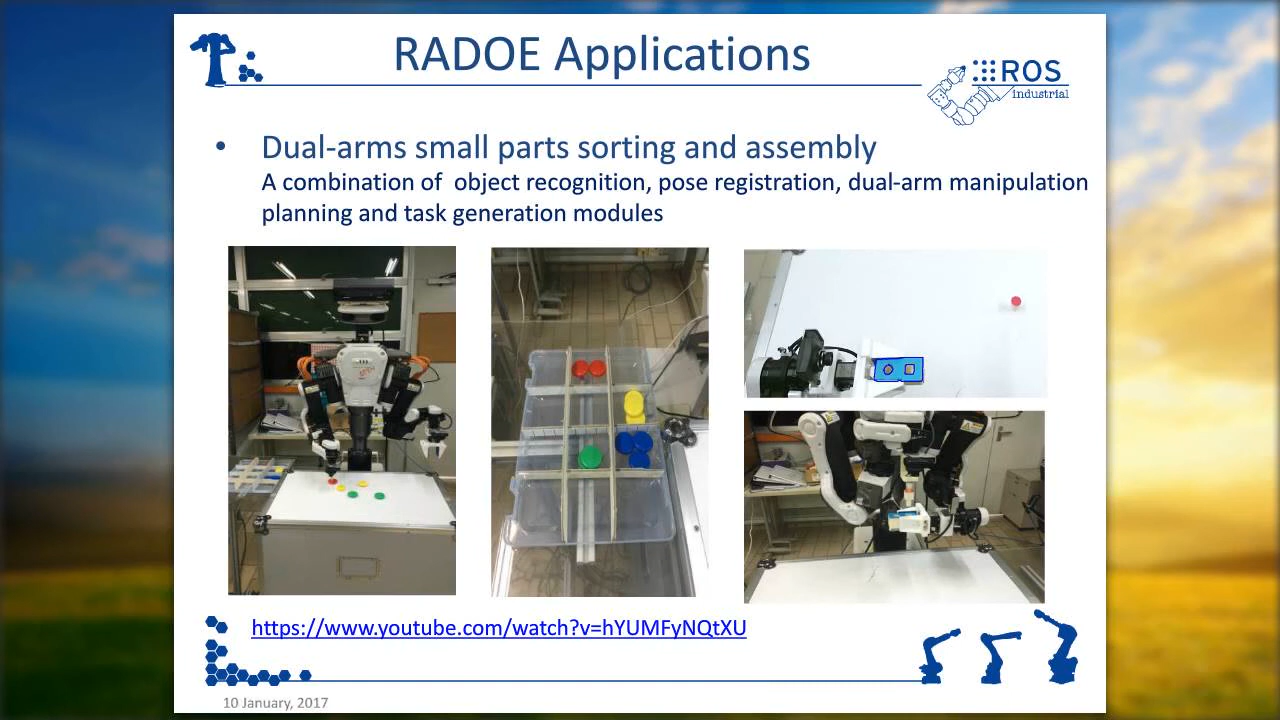 RADOE Applications
ROS
industrial
• Dual-arms small parts sorting and assembly
A combination of object recognition, pose registration, dual-arm manipulation
planning and task generation modules
https://www.youtube.com/watch?v=hYUMFyNQtXU
10 January, 2017